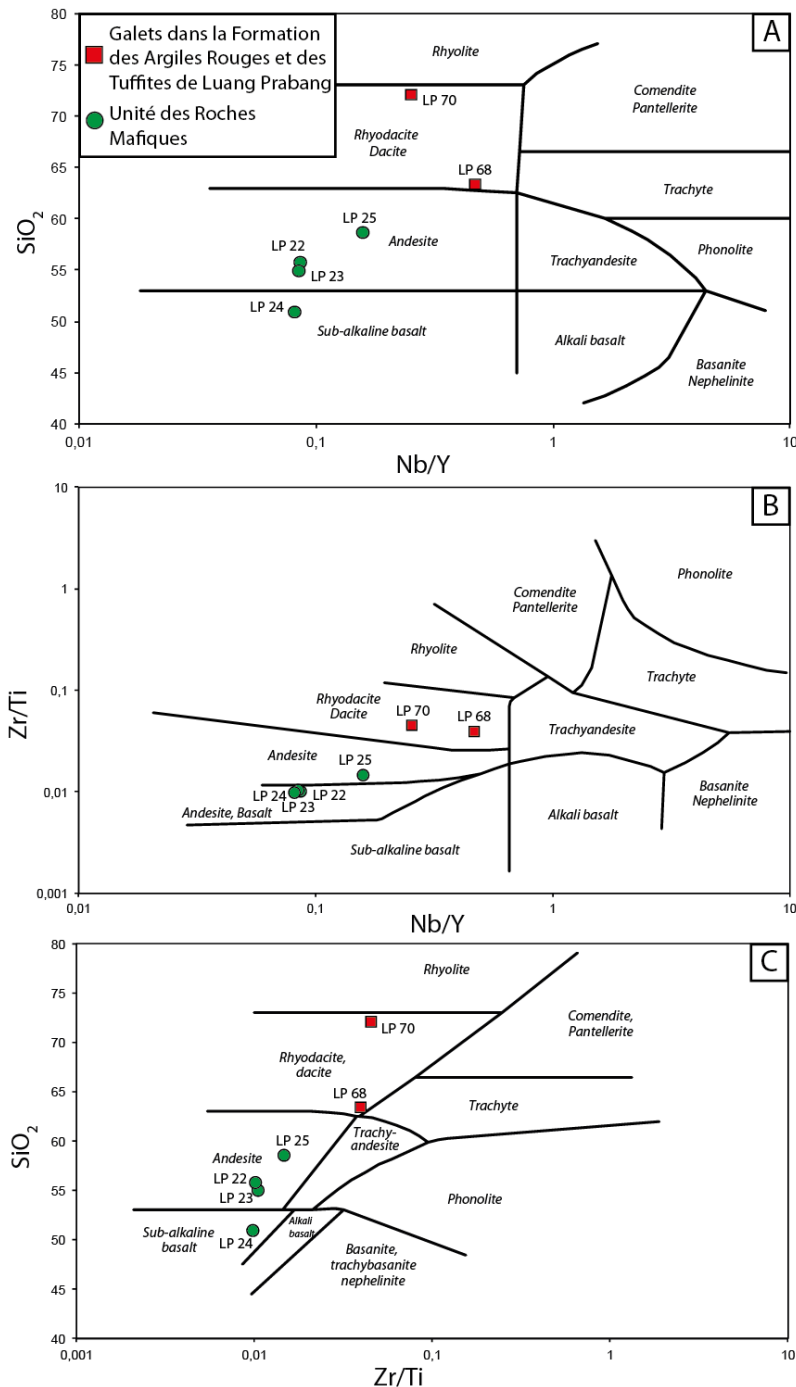 80
75
70
65
60
55
50
45
40
SiO2
Galets dans la Formation
des Argiles Rouges et des
Tuffites de Luang Prabang
Unité des Roches
Mafiques
A
Rhyolite
Comendite
Pantellerite
LP 70
Rhyodacite
Dacite
LP 68
Trachyte
LP 25
Andesite
LP 22
LP 23
Trachyandesite
Phonolite
LP 24
Sub-alkaline basalt
Alkali basalt
Basanite
Nephelinite
0,01
0,1
1
10
Nb/Y
10
1
0,1
0,01
0,001
Zr/Ti
B
Phonolite
Comendite
Pantellerite
Rhyolite
Trachyte
Rhyodacite
Dacite
LP 70
LP 68
Trachyandesite
Andesite
LP 25
LP 24
LP 22
LP 23
Andesite, Basalt
Basanite
Nephelinite
Alkali basalt
Sub-alkaline basalt
0,01
0,1
1
10
Nb/Y
80
75
70
65
60
55
50
45
40
SiO2
C
Rhyolite
LP 70
Comendite,
Pantellerite
Rhyodacite,
dacite
LP 68
Trachyte
Trachy-
andesite
LP 25
Andesite
LP 22
LP 23
Phonolite
Sub-alkaline
basalt
LP 24
Alkali
basalt
Basanite,
trachybasanite
nephelinite
0,001
0,01
0,1
1
10
Zr/Ti